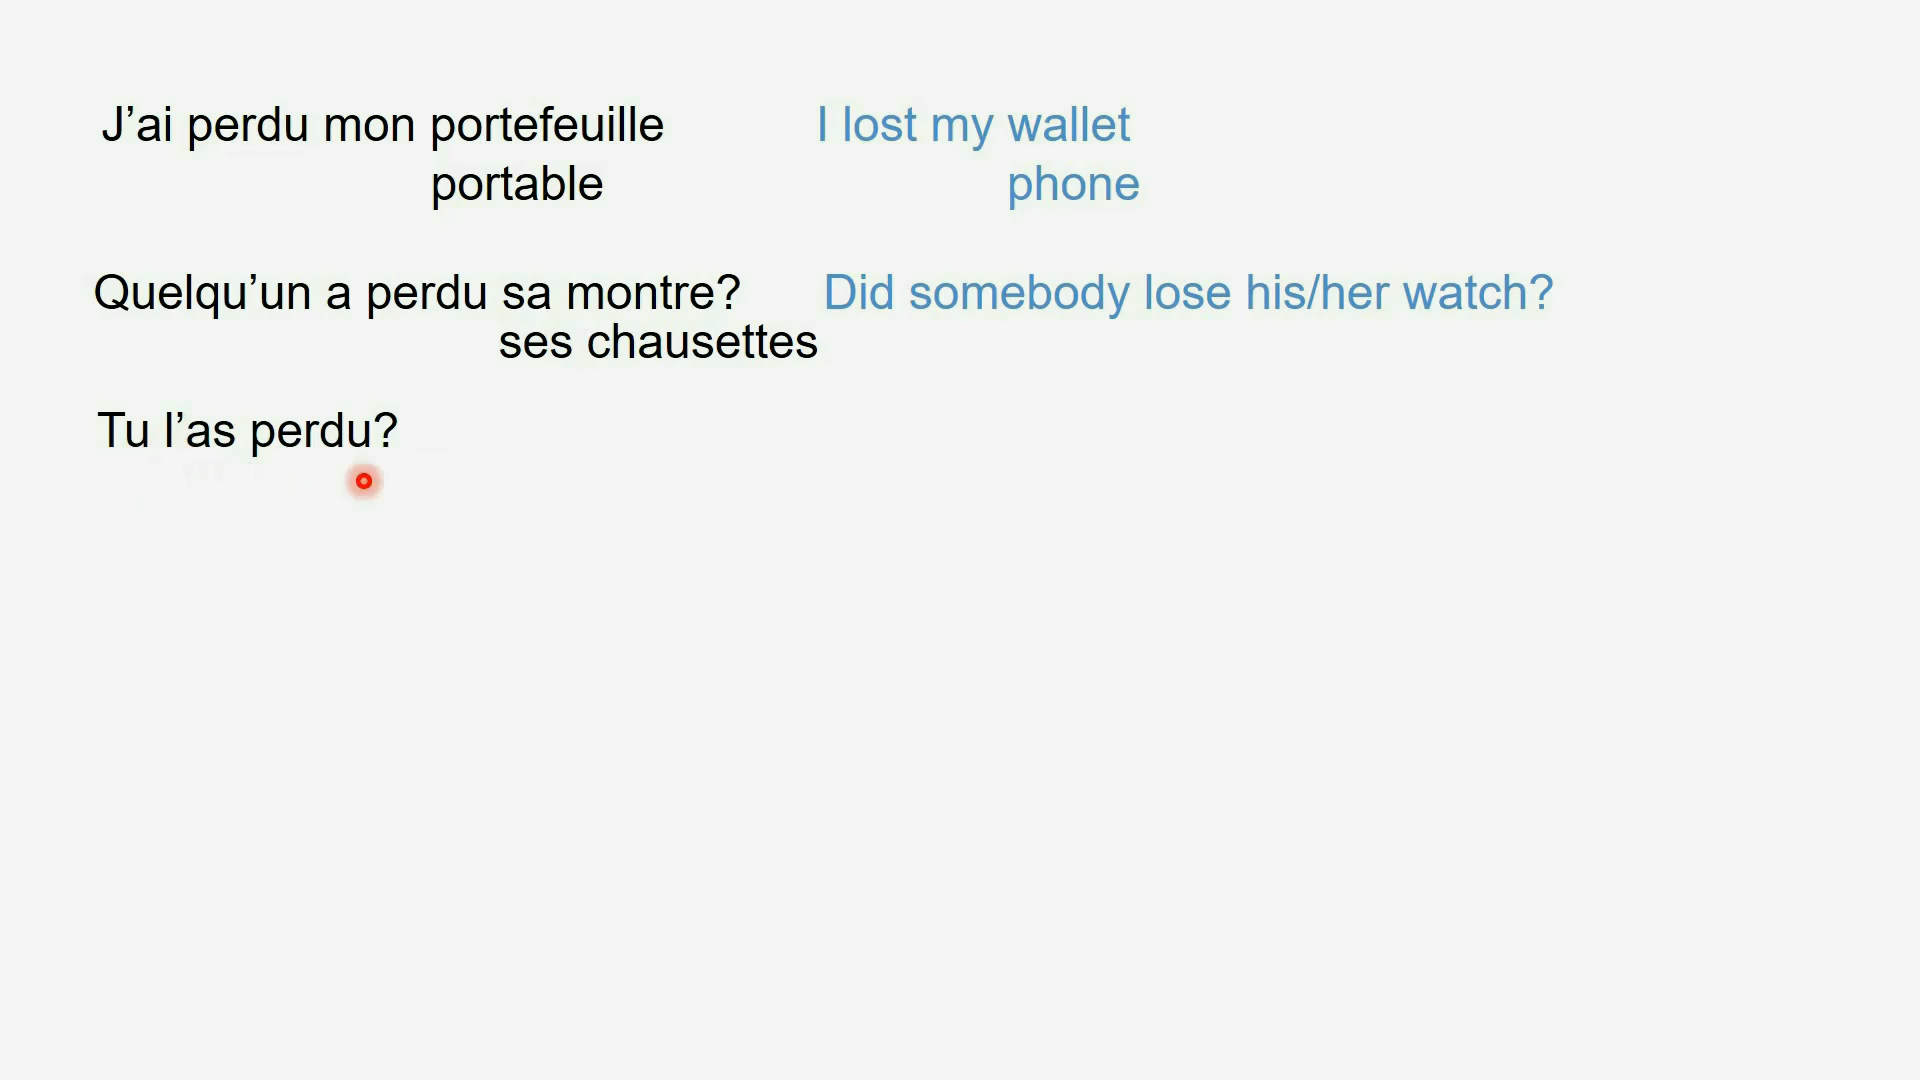 J’ai perdu mon portefeuille I lost my wallet
portable phone
Quelqu’un a perdu sa montre? Did somebody lose his/her watch?
ses chausettes
Tu l’as perdu?